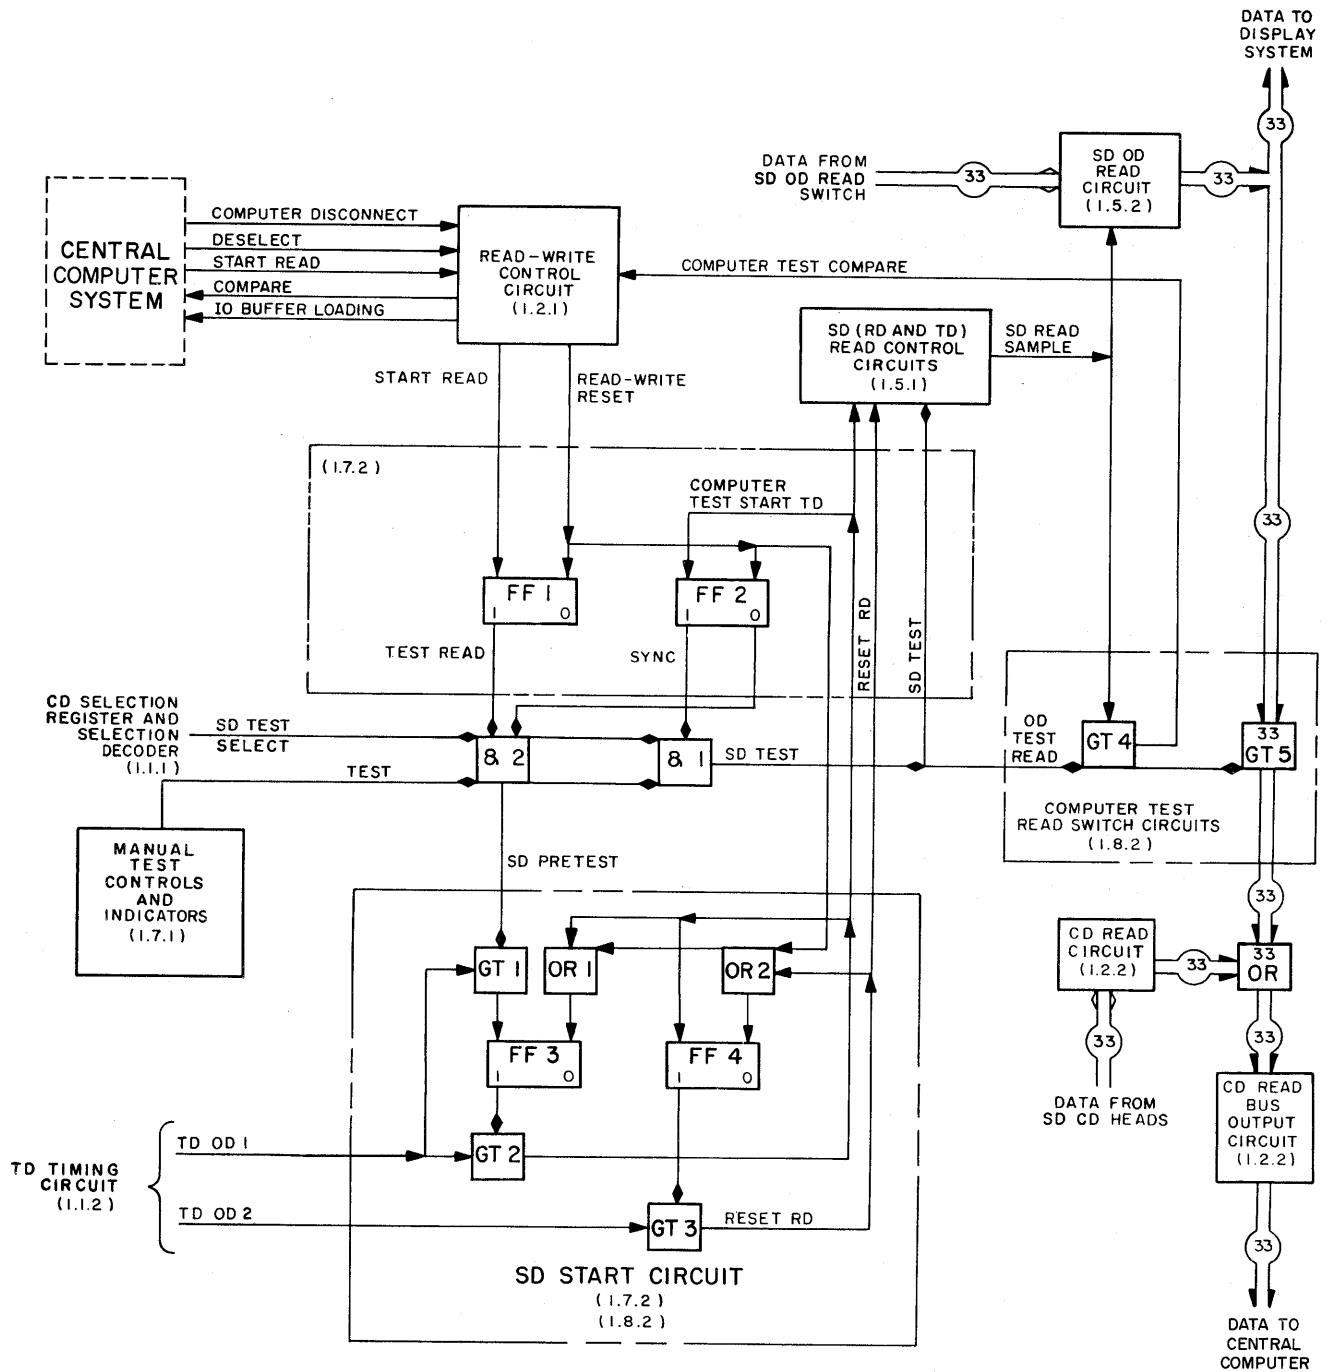 DATA TO
DISPLAY
SYSTEM
33
DATA FROM
SD OD READ
SWITCH
33
SD OD
READ
CIRCUIT
(1.5.2)
33
CENTRAL
COMPUTER
SYSTEM
COMPUTER DISCONNECT
DESELECT
START READ
COMPARE
IO BUFFER LOADING
READ-WRITE
CONTROL
CIRCUIT
(1.2.1)
COMPUTER TEST COMPARE
SD (RD AND TD)
READ CONTROL
CIRCUITS
(1.5.1)
SD READ
SAMPLE
START READ
READ-WRITE
RESET
(1.7.2)
COMPUTER
TEST START TD
33
FF 1
1 0
FF 2
1 0
TEST READ
SYNC
RESET RD
SD TEST
CD SELECTION
REGISTER AND
SELECTION
DECODER
(1.1.1)
SD TEST
SELECT
TEST
& 2
& 1
SD TEST
OD
TEST
READ
GT 4
33
GT 5
COMPUTER TEST
READ SWITCH CIRCUITS
(1.8.2)
MANUAL
TEST
CONTROLS
AND
INDICATORS
(1.7.1)
SD PRETEST
33
GT 1
OR 1
OR 2
CD READ
CIRCUIT
(1.2.2)
33
33
OR
FF 3
1 0
FF 4
1 0
33
33
DATA FROM
SD CD HEADS
CD READ
BUS
OUTPUT
CIRCUIT
(1.2.2)
TD TIMING
CIRCUIT
(1.1.2)
TD OD 1
GT 2
TD OD 2
GT 3
RESET RD
33
SD START CIRCUIT
(1.7.2)
(1.8.2)
DATA TO
CENTRAL
COMPUTER